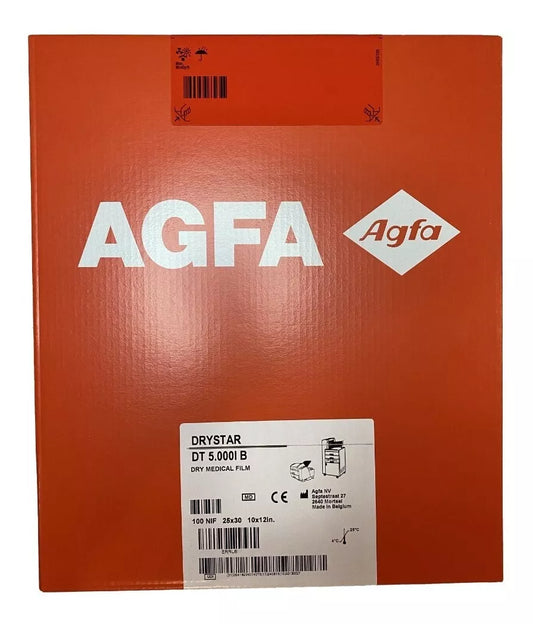 AGFA
Agfa
DRYSTAR
DT 5.000I B
DRY MEDICAL FILM
MD
CE
Agfa NV
Septestraat 27
2640 Mortsel
Made in Belgium
100 NIF 25x30 10x12in.
4°C
25°C